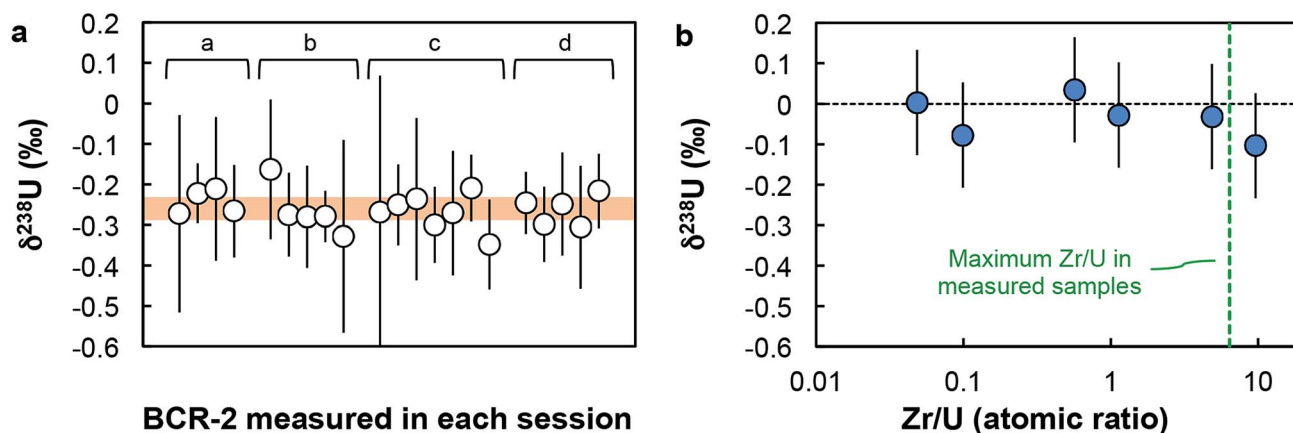 a
0.2
0.1
0
-0.1
-0.2
-0.3
-0.4
-0.5
-0.6
δ²³⁸U (‰)
a b c d
BCR-2 measured in each session
b
0.2
0.1
0
-0.1
-0.2
-0.3
-0.4
-0.5
-0.6
δ²³⁸U (‰)
Maximum Zr/U in
measured samples
0.01 0.1 1 10
Zr/U (atomic ratio)